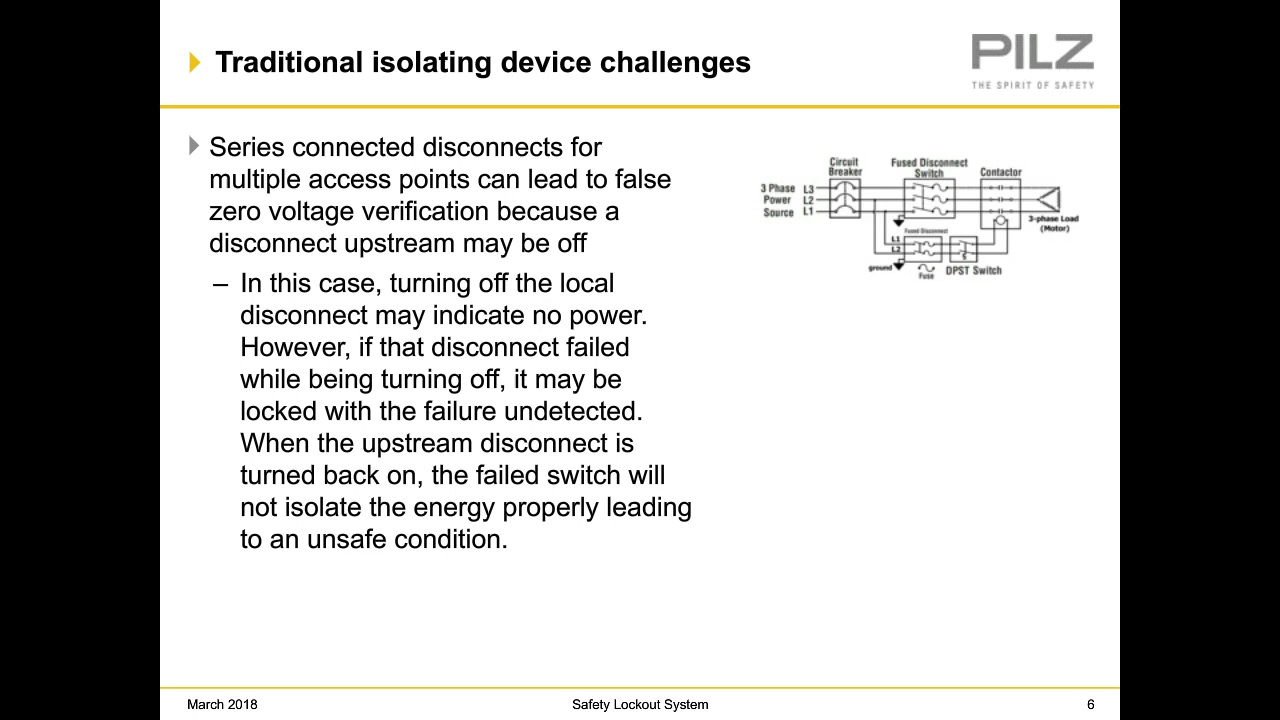 Traditional isolating device challenges
PILZ
THE SPIRIT OF SAFETY
Series connected disconnects for
multiple access points can lead to false
zero voltage verification because a
disconnect upstream may be off
– In this case, turning off the local
disconnect may indicate no power.
However, if that disconnect failed
while being turning off, it may be
locked with the failure undetected.
When the upstream disconnect is
turned back on, the failed switch will
not isolate the energy properly leading
to an unsafe condition.
Circuit
Breaker
Fused Disconnect
Switch
Contactor
3 Phase L3
Power L2
Source L1
3-phase Load
(Motor)
Fused Disconnect
L1
L2
ground
Fuse
DPST Switch
March 2018
Safety Lockout System
6